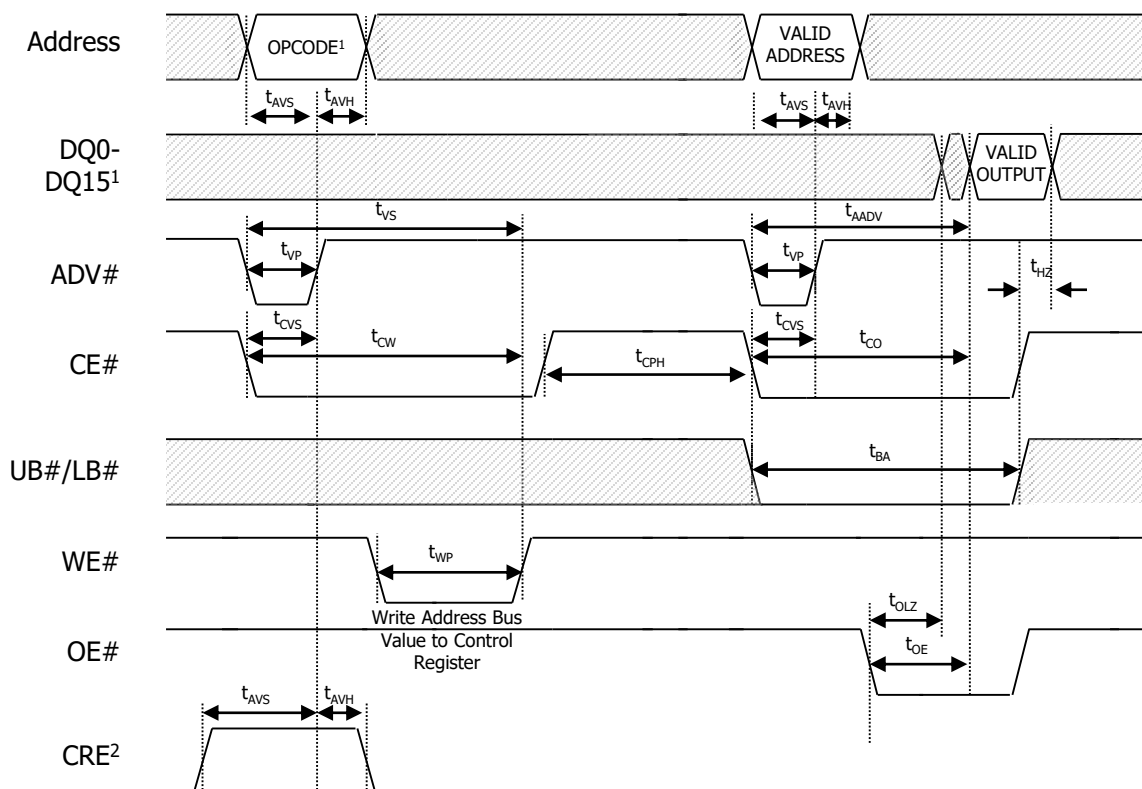 Address
OPCODE¹
VALID
ADDRESS
tAVS
tAVH
tAVS
tAVH
DQ0-
DQ15¹
VALID
OUTPUT
tVS
tAADV
ADV#
tVP
tVP
tHZ
CE#
tCVS
tCW
tCPH
tCVS
tCO
UB#/LB#
tBA
WE#
tWP
Write Address Bus
Value to Control
Register
OE#
tOLZ
tOE
tAVS
tAVH
CRE²